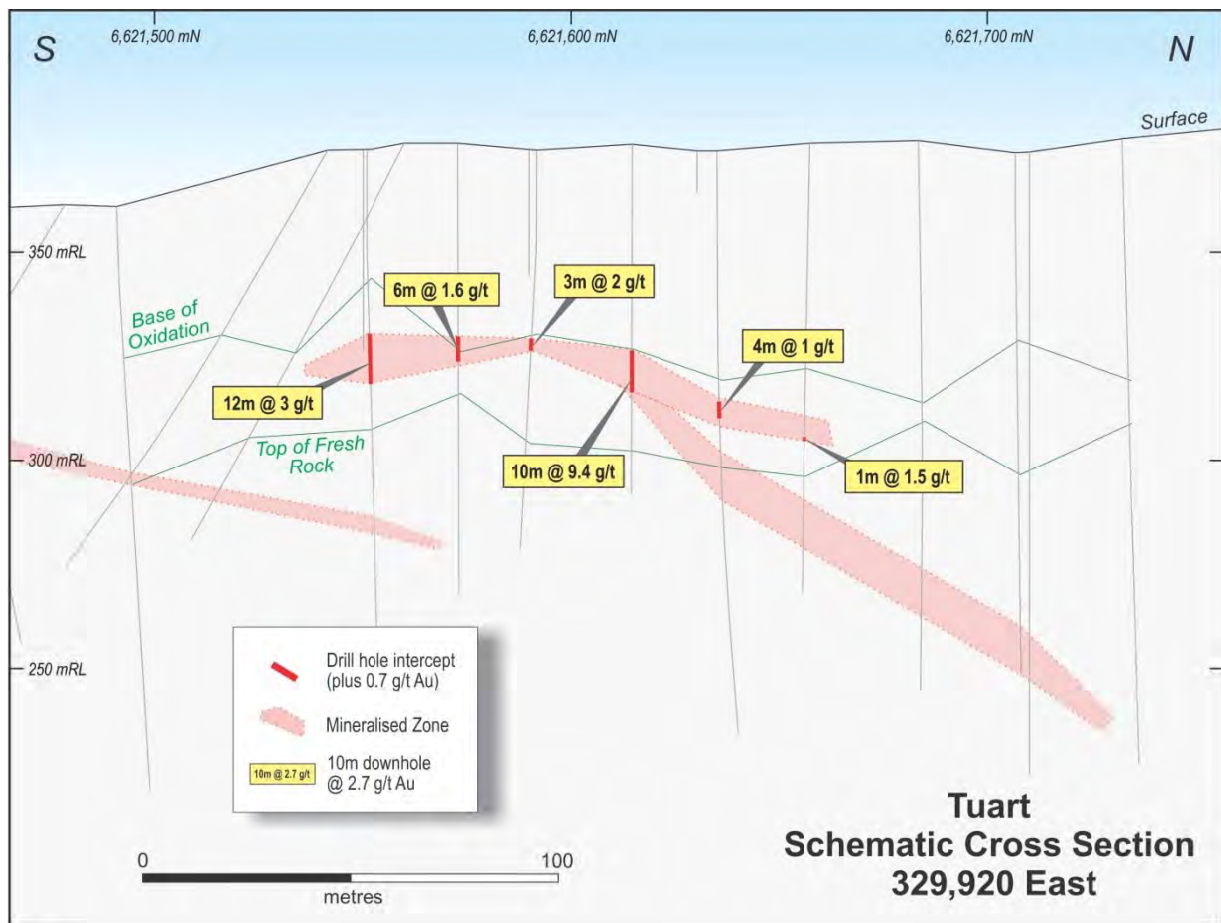 6,621,500 mN
6,621,600 mN
6,621,700 mN
S
N
Surface
350 mRL
Base of
Oxidation
6m @ 1.6 g/t
3m @ 2 g/t
4m @ 1 g/t
12m @ 3 g/t
Top of Fresh
Rock
10m @ 9.4 g/t
1m @ 1.5 g/t
300 mRL
250 mRL
Drill hole intercept
(plus 0.7 g/t Au)
Mineralised Zone
10m @ 2.7 g/t
10m downhole
@ 2.7 g/t Au
0
100
metres
Tuart
Schematic Cross Section
329,920 East